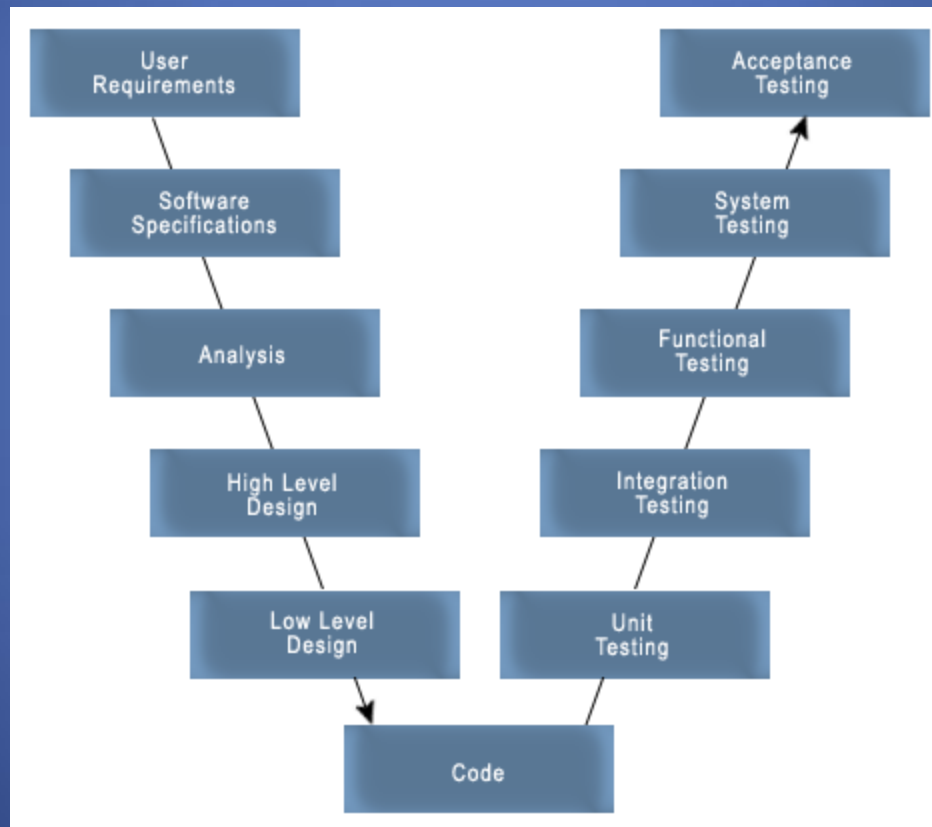 User
Requirements
Software
Specifications
Analysis
High Level
Design
Low Level
Design
Code
Unit
Testing
Integration
Testing
Functional
Testing
System
Testing
Acceptance
Testing